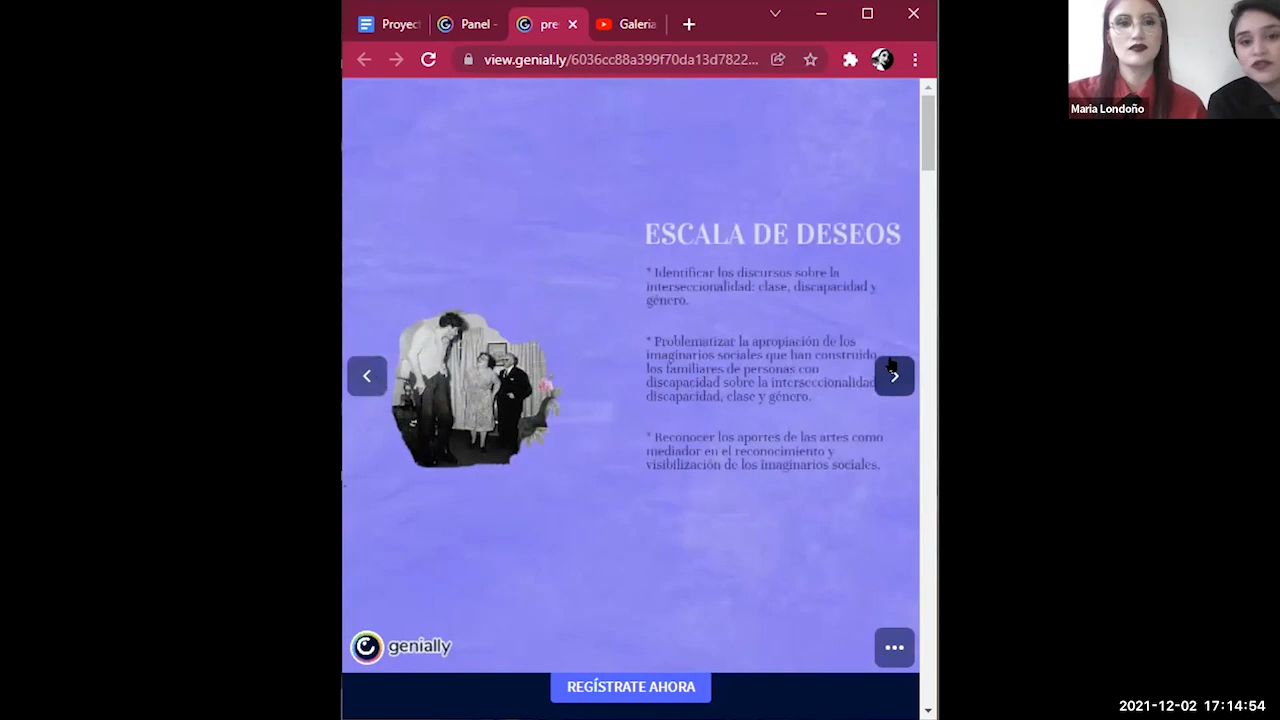 Proyec
Panel -
pre
Galeria
view.genial.ly/6036cc88a399f70da13d7822...
Maria Londoño
ESCALA DE DESEOS
* Identificar los discursos sobre la
interseccionalidad: clase, discapacidad y
género.
* Problematizar la apropiación de los
imaginarios sociales que han construido
los familiares de personas con
discapacidad sobre la interseccionalidad
discapacidad, clase y género.
* Reconocer los aportes de las artes como
mediador en el reconocimiento y
visibilización de los imaginarios sociales.
genially
REGÍSTRATE AHORA
2021-12-02 17:14:54